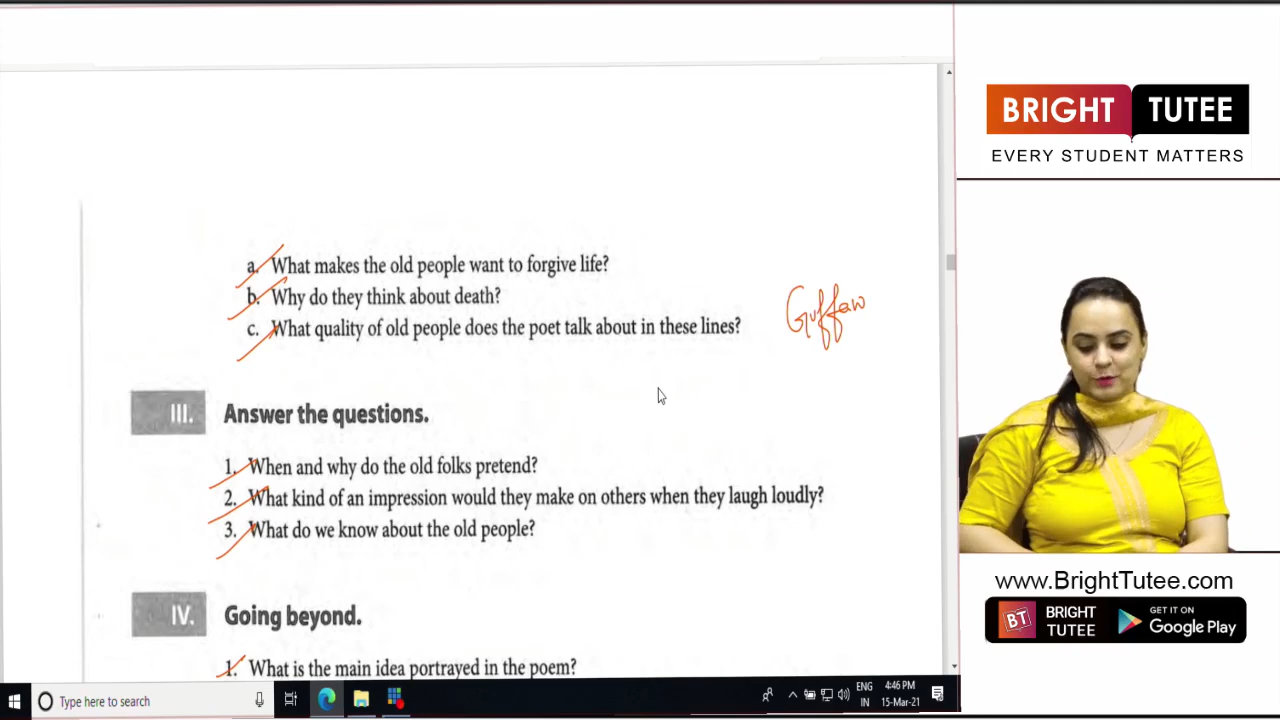 BRIGHT TUTEE
EVERY STUDENT MATTERS
a. What makes the old people want to forgive life?
b. Why do they think about death?
c. What quality of old people does the poet talk about in these lines?
Guffaw
III. Answer the questions.
1. When and why do the old folks pretend?
2. What kind of an impression would they make on others when they laugh loudly?
3. What do we know about the old people?
IV. Going beyond.
1. What is the main idea portrayed in the poem?
www.BrightTutee.com
BT BRIGHT TUTEE
GET IT ON
Google Play
Type here to search
ENG
IN
4:46 PM
15-Mar-21